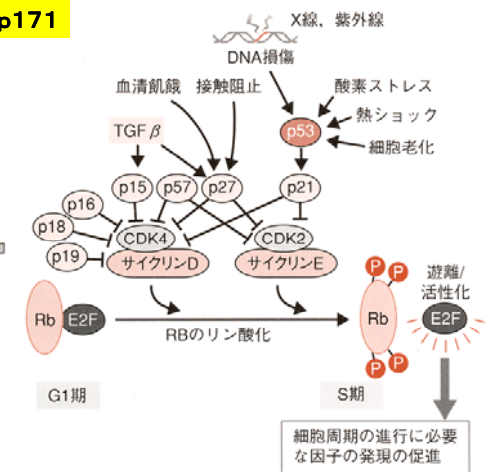 p171
X線，紫外線
DNA損傷
血清飢餓
接触阻止
酸素ストレス
熱ショック
細胞老化
TGFβ
p53
p15
p57
p27
p21
p16
p18
p19
CDK4
サイクリンD
CDK2
サイクリンE
Rb
E2F
RBのリン酸化
P
P
Rb
P
P
遊離/
活性化
E2F
G1期
S期
細胞周期の進行に必要
な因子の発現の促進